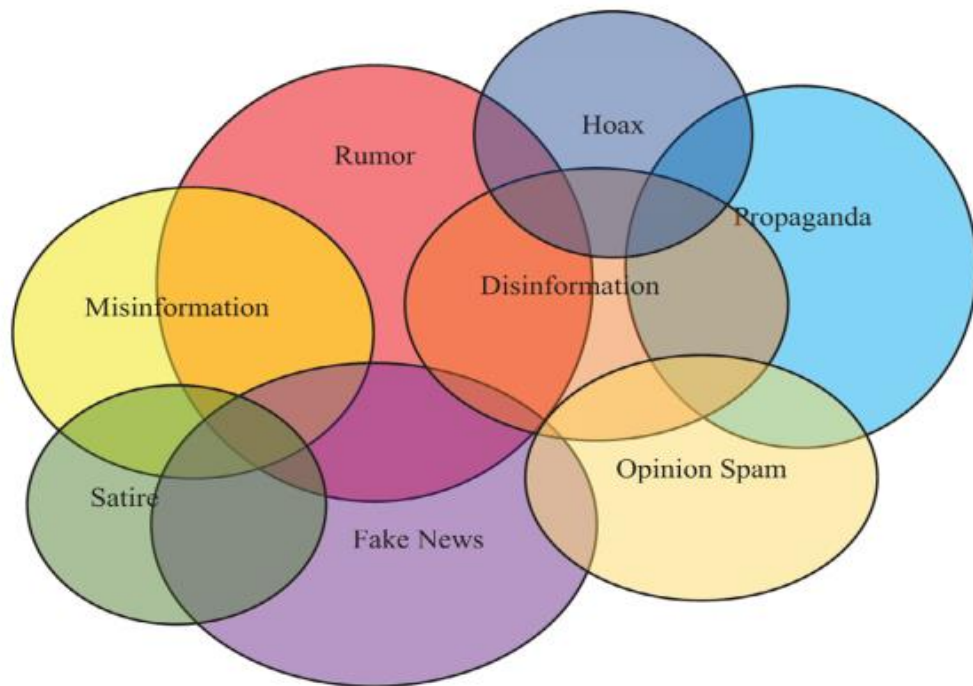 Hoax
Rumor
Propaganda
Disinformation
Misinformation
Opinion Spam
Satire
Fake News